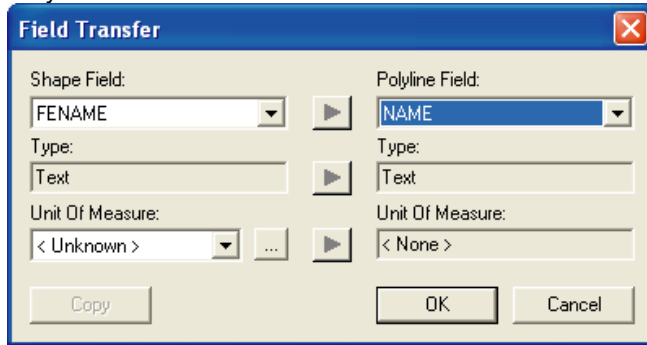 Field Transfer
Shape Field: Polyline Field:
FENAME NAME
Type: Type:
Text Text
Unit Of Measure: Unit Of Measure:
< Unknown > ... < None >
Copy OK Cancel